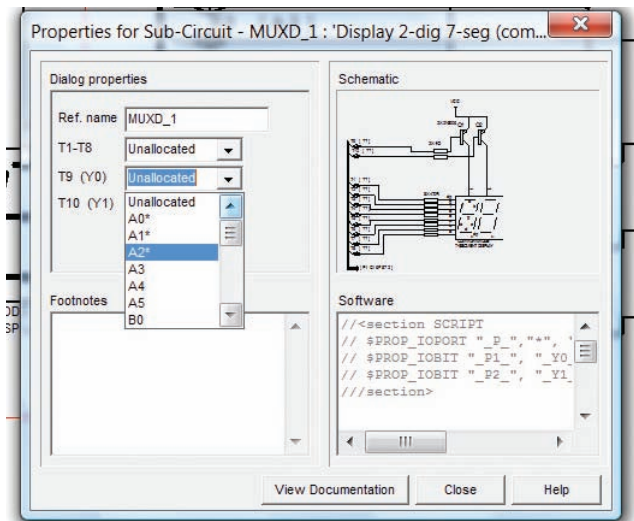 Properties for Sub-Circuit - MUXD_1 : 'Display 2-dig 7-seg (com...
Dialog properties
Ref. name MUXD_1
T1-T8 Unallocated
T9 (Y0) Unallocated
T10 (Y1) Unallocated
A0*
A1*
A2*
A3
A4
A5
B0
Footnotes
Schematic
VDD
Software
//<section SCRIPT
// $PROP_IOPORT "_P_","*", "
// $PROP_IOBIT "_P1_", "_Y0_
// $PROP_IOBIT "_P2_", "_Y1_
///section>
View Documentation Close Help